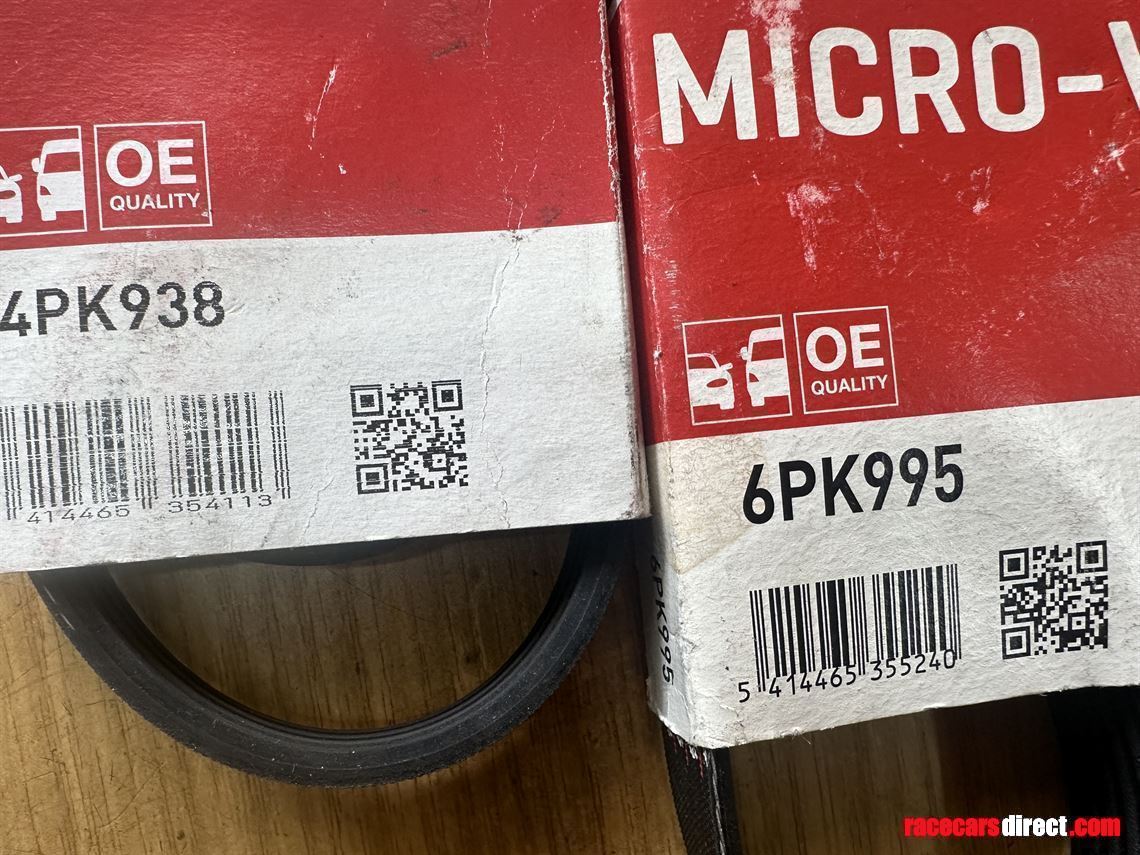 OE
QUALITY
4PK938
414465 354113
MICRO-V
OE
QUALITY
6PK995
5 414465 355240
6PK995
racecarsdirect.com